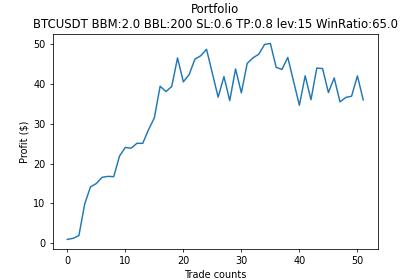 Portfolio
BTCUSDT BBM:2.0 BBL:200 SL:0.6 TP:0.8 lev:15 WinRatio:65.0
50
40
30
20
10
0
Profit ($)
0 10 20 30 40 50
Trade counts